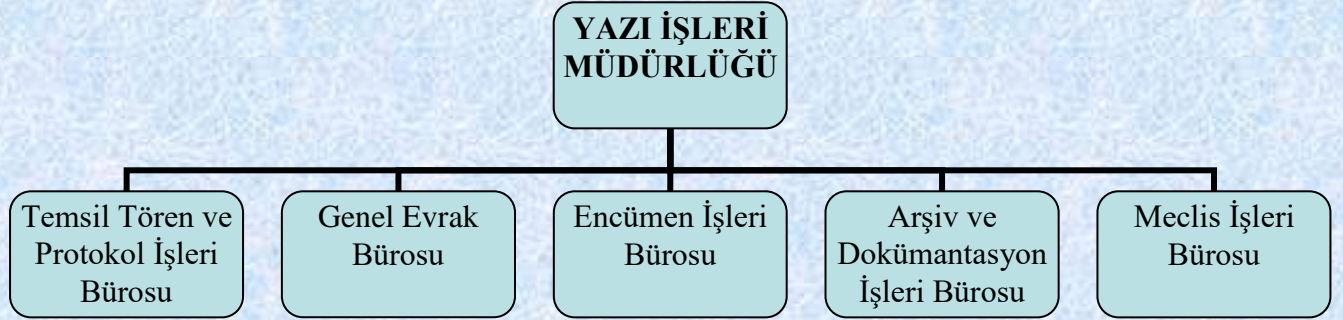 YAZI İŞLERİ
MÜDÜRLÜĞÜ
Temsil Tören ve
Protokol İşleri
Bürosu
Genel Evrak
Bürosu
Encümen İşleri
Bürosu
Arşiv ve
Dokümantasyon
İşleri Bürosu
Meclis İşleri
Bürosu